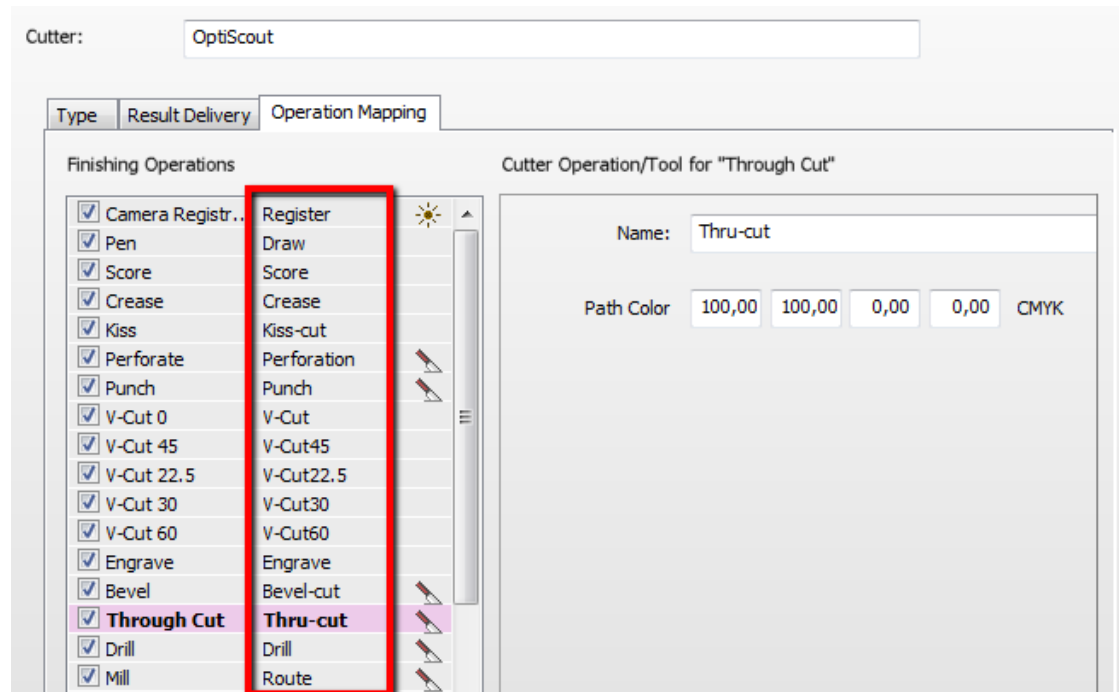 Cutter: OptiScout
Type Result Delivery Operation Mapping
Finishing Operations
Camera Registr.. Register
Pen Draw
Score Score
Crease Crease
Kiss Kiss-cut
Perforate Perforation
Punch Punch
V-Cut 0 V-Cut
V-Cut 45 V-Cut45
V-Cut 22.5 V-Cut22.5
V-Cut 30 V-Cut30
V-Cut 60 V-Cut60
Engrave Engrave
Bevel Bevel-cut
Through Cut Thru-cut
Drill Drill
Mill Route
Cutter Operation/Tool for "Through Cut"
Name: Thru-cut
Path Color 100,00 100,00 0,00 0,00 CMYK